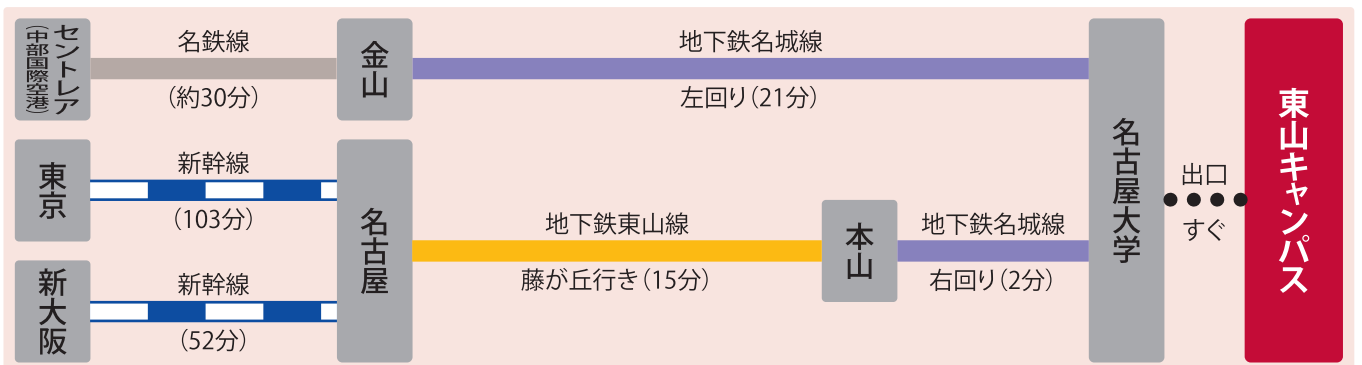 セントレア
（中部国際空港）
名鉄線
（約30分）
金山
地下鉄名城線
左回り（21分）
東京
新幹線
（103分）
新大阪
新幹線
（52分）
名古屋
地下鉄東山線
藤が丘行き（15分）
本山
地下鉄名城線
右回り（2分）
名古屋大学
出口
すぐ
東山キャンパス